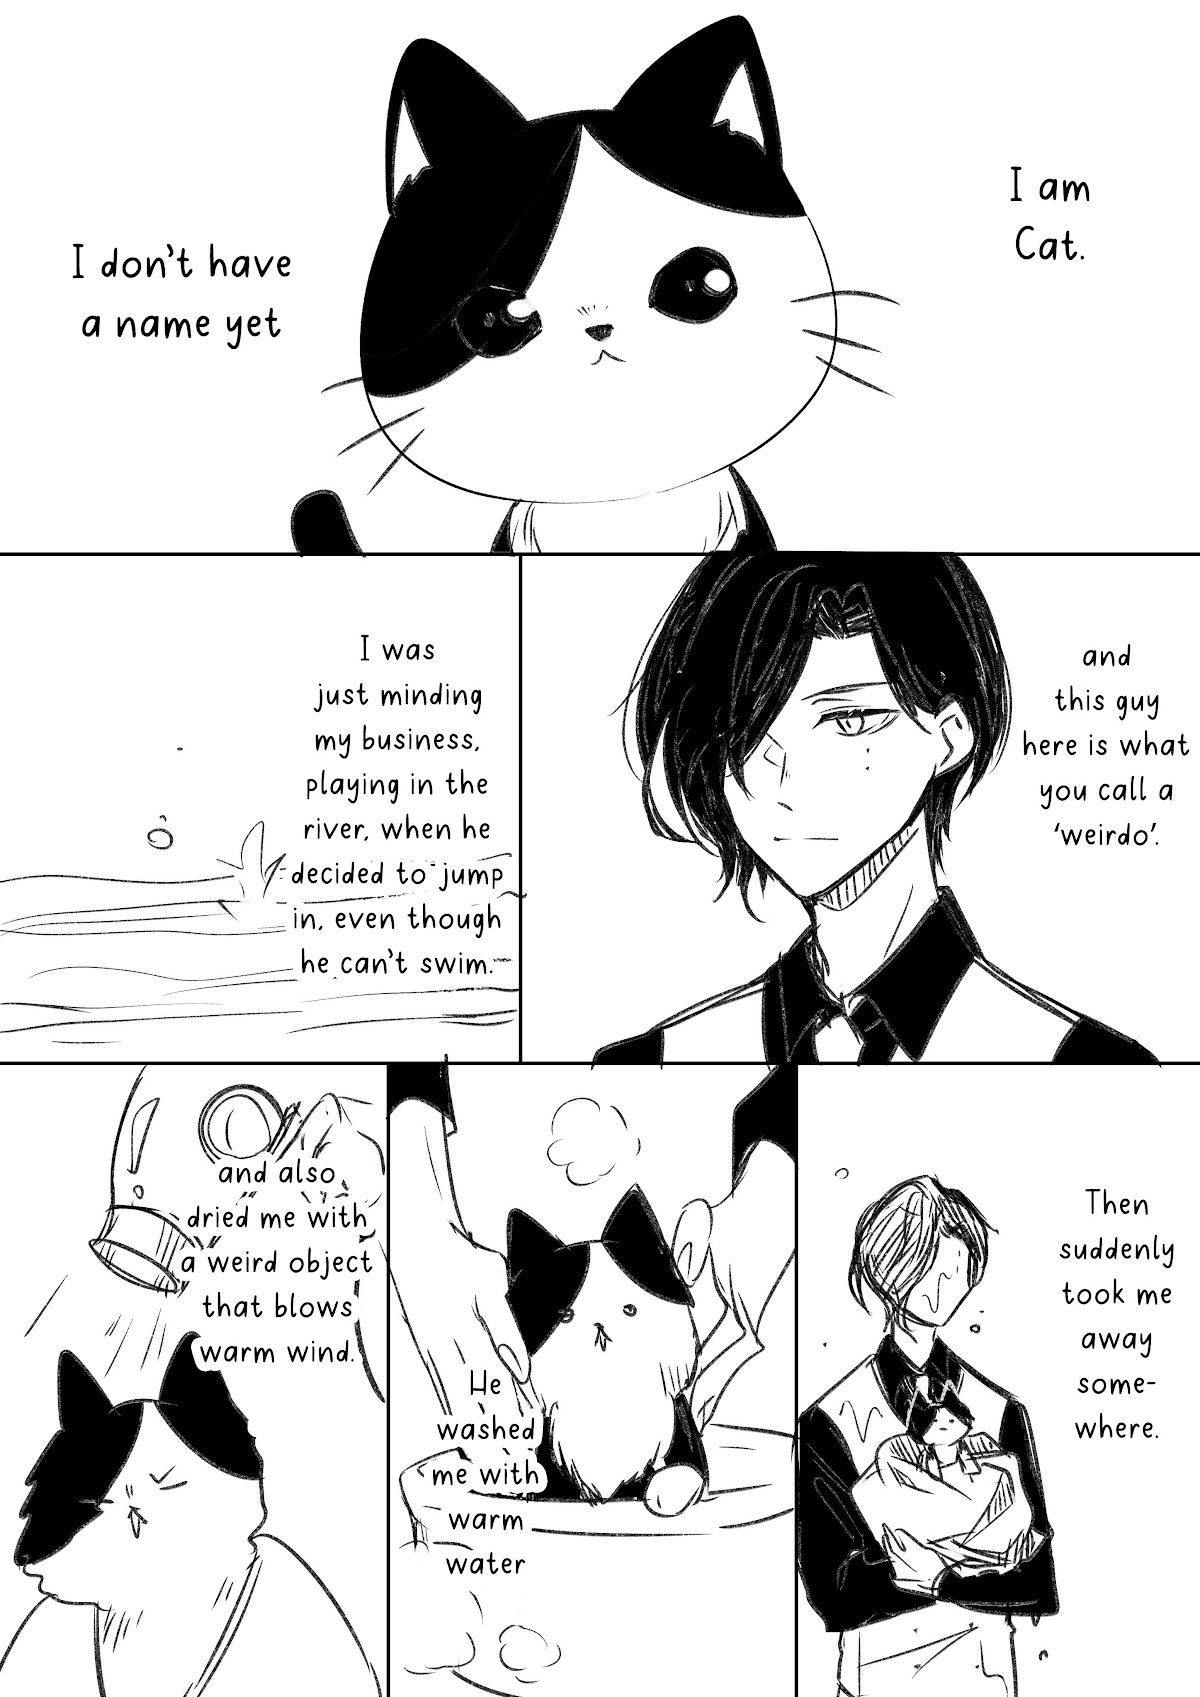 I am
Cat.
I don't have
a name yet
and
this guy
here is what
you call a
'weirdo'.
I was
just minding
my business,
playing in the
river, when he
decided to jump
in, even though
he can't swim.
Then
suddenly
took me
away
some-
where.
He
washed
me with
warm
water
and also
dried me with
a weird object
that blows
warm wind.